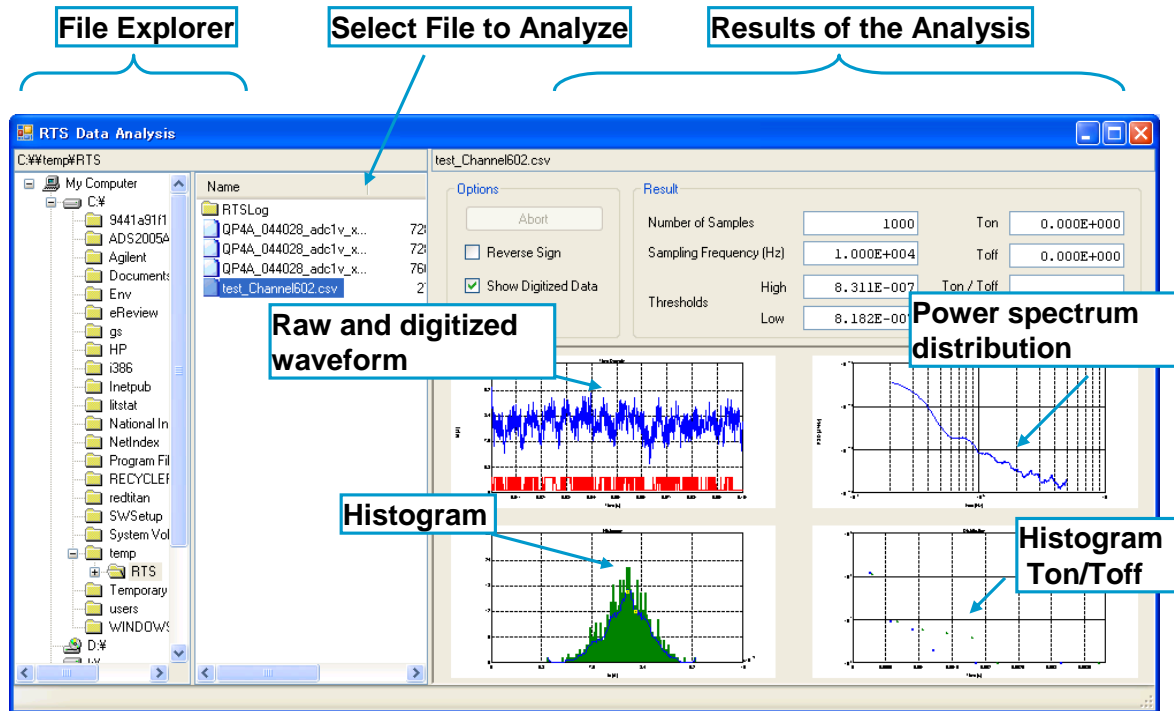 File Explorer
Select File to Analyze
Results of the Analysis
RTS Data Analysis
C:¥¥temp¥RTS
test_Channel602.csv
My Computer
C:¥
9441a91f1
ADS2005A
Agilent
Documents
Env
eReview
gs
HP
i386
Inetpub
litstat
National In
NetIndex
Program Fil
RECYCLER
redtitan
SWSetup
System Vol
temp
RTS
Temporary
users
WINDOWS
D:¥
Name
RTSLog
QP4A_044028_adc1v_x...
QP4A_044028_adc1v_x...
QP4A_044028_adc1v_x...
test_Channel602.csv
Options
Abort
Reverse Sign
Show Digitized Data
Result
Number of Samples 1000 Ton 0.000E+000
Sampling Frequency (Hz) 1.000E+004 Toff 0.000E+000
Thresholds
High 8.311E-007 Ton / Toff
Low 8.182E-007
Raw and digitized
waveform
Power spectrum
distribution
Histogram
Histogram
Ton/Toff